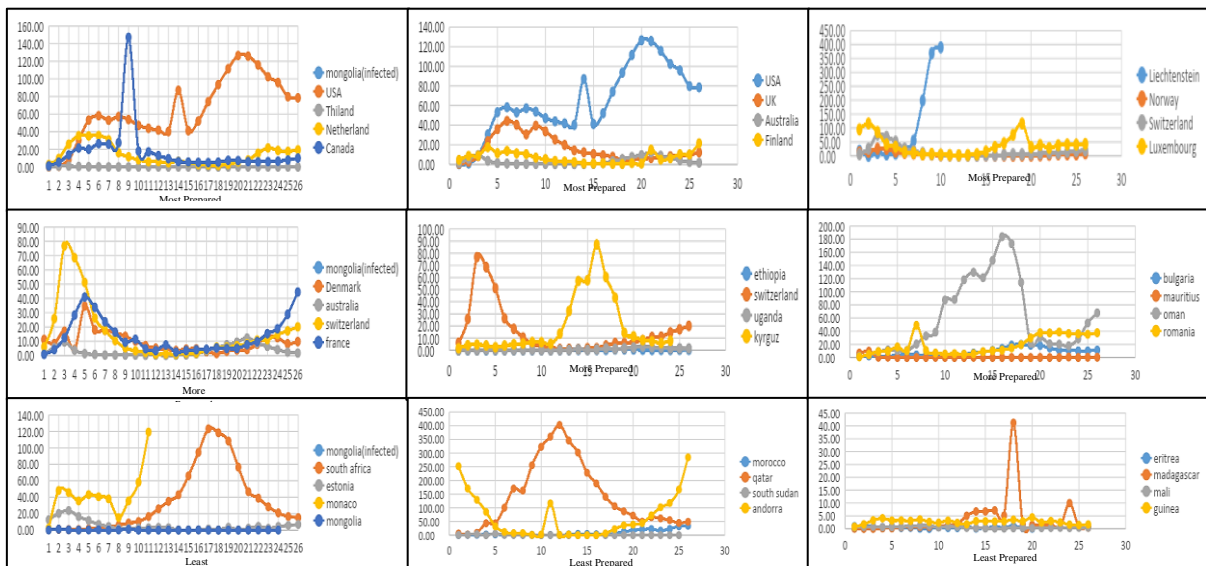 160.00
140.00
120.00
100.00
80.00
60.00
40.00
20.00
0.00
1 2 3 4 5 6 7 8 9 10 11 12 13 14 15 16 17 18 19 20 21 22 23 24 25 26
Most Prepared
mongolia(infected)
USA
Thiland
Netherland
Canada
140.00
120.00
100.00
80.00
60.00
40.00
20.00
0.00
0 5 10 15 20 25 30
Most Prepared
USA
UK
Australia
Finland
450.00
400.00
350.00
300.00
250.00
200.00
150.00
100.00
50.00
0.00
0 5 10 15 20 25 30
Most Prepared
Liechtenstein
Norway
Switzerland
Luxembourg
90.00
80.00
70.00
60.00
50.00
40.00
30.00
20.00
10.00
0.00
1 2 3 4 5 6 7 8 9 10 11 12 13 14 15 16 17 18 19 20 21 22 23 24 25 26
More
mongolia(infected)
Denmark
australia
switzerland
france
100.00
90.00
80.00
70.00
60.00
50.00
40.00
30.00
20.00
10.00
0.00
0 5 10 15 20 25 30
More Prepared
ethiopia
switzerland
uganda
kyrguz
200.00
180.00
160.00
140.00
120.00
100.00
80.00
60.00
40.00
20.00
0.00
0 5 10 15 20 25 30
More Prepared
bulgaria
mauritius
oman
romania
140.00
120.00
100.00
80.00
60.00
40.00
20.00
0.00
1 2 3 4 5 6 7 8 9 10 11 12 13 14 15 16 17 18 19 20 21 22 23 24 25 26
Least
mongolia(infected)
south africa
estonia
monaco
mongolia
450.00
400.00
350.00
300.00
250.00
200.00
150.00
100.00
50.00
0.00
0 5 10 15 20 25 30
Least Prepared
morocco
qatar
south sudan
andorra
45.00
40.00
35.00
30.00
25.00
20.00
15.00
10.00
5.00
0.00
0 5 10 15 20 25 30
Least Prepared
eritrea
madagascar
mali
guinea